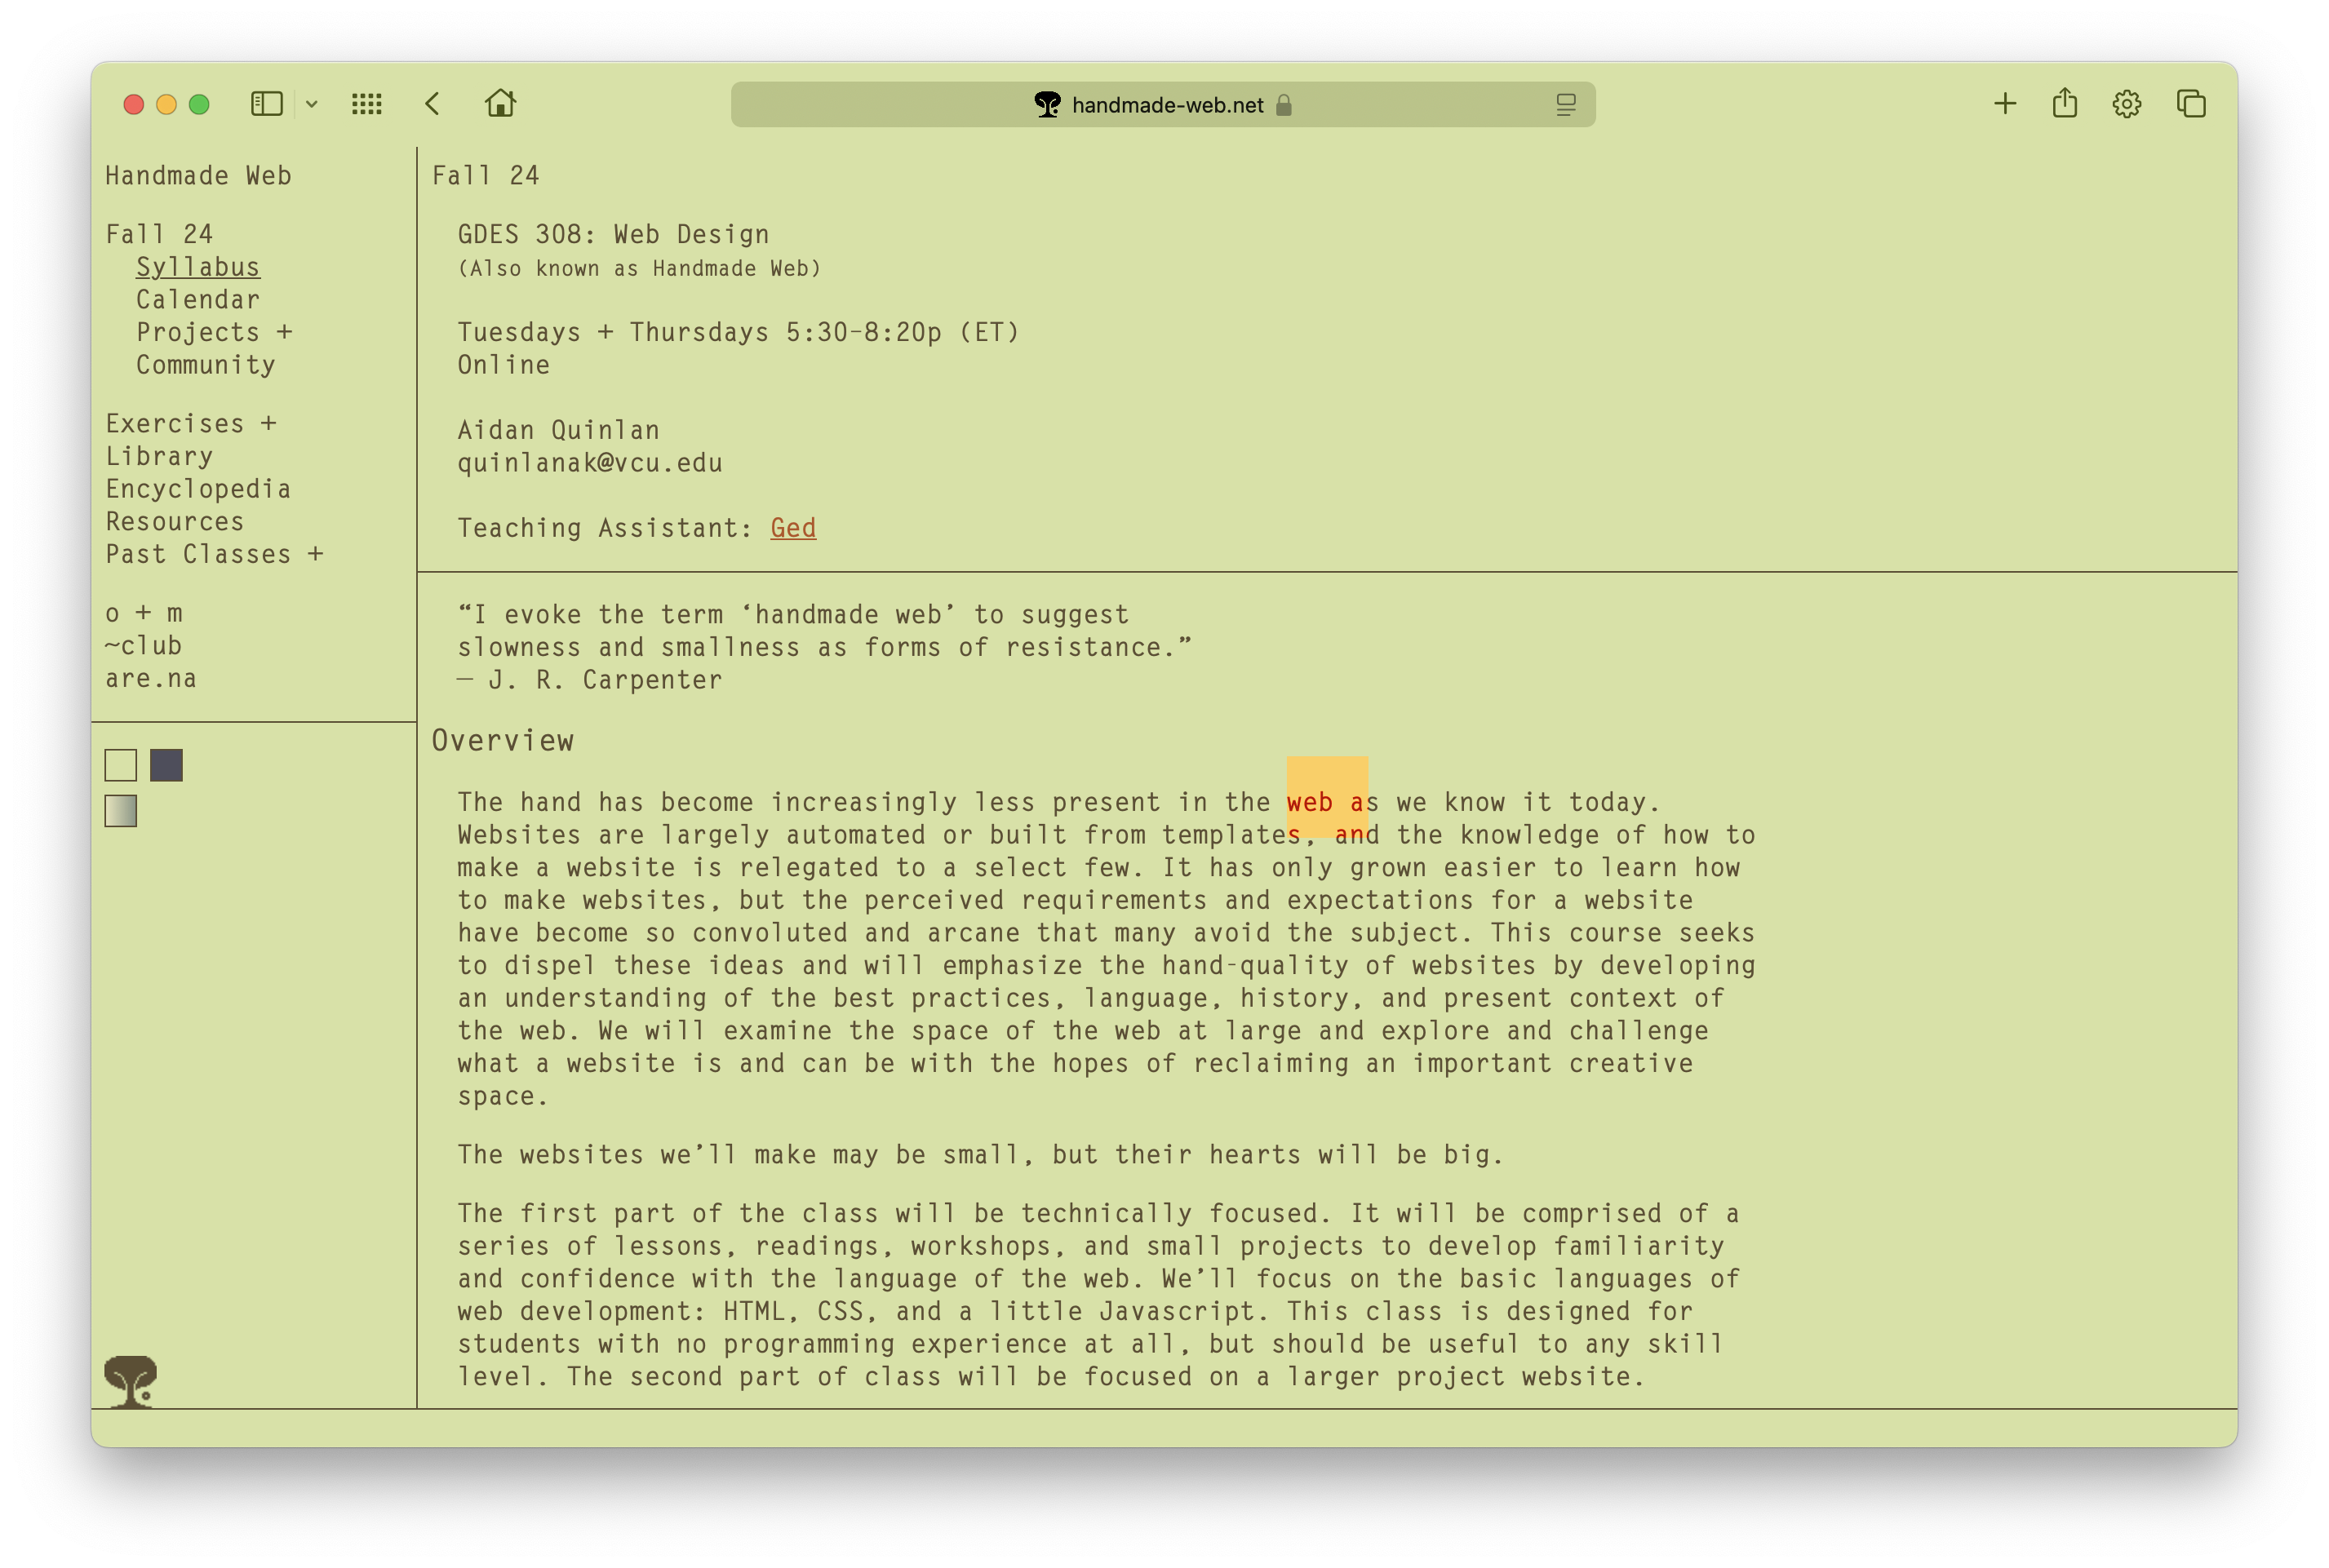 handmade-web.net
Handmade Web
Fall 24
Syllabus
Calendar
Projects +
Community
Exercises +
Library
Encyclopedia
Resources
Past Classes +
o + m
~club
are.na
Fall 24
GDES 308: Web Design
(Also known as Handmade Web)
Tuesdays + Thursdays 5:30-8:20p (ET)
Online
Aidan Quinlan
quinlanak@vcu.edu
Teaching Assistant: Ged
“I evoke the term ‘handmade web’ to suggest
slowness and smallness as forms of resistance.”
— J. R. Carpenter
Overview
The hand has become increasingly less present in the web as we know it today.
Websites are largely automated or built from templates, and the knowledge of how to
make a website is relegated to a select few. It has only grown easier to learn how
to make websites, but the perceived requirements and expectations for a website
have become so convoluted and arcane that many avoid the subject. This course seeks
to dispel these ideas and will emphasize the hand-quality of websites by developing
an understanding of the best practices, language, history, and present context of
the web. We will examine the space of the web at large and explore and challenge
what a website is and can be with the hopes of reclaiming an important creative
space.
The websites we’ll make may be small, but their hearts will be big.
The first part of the class will be technically focused. It will be comprised of a
series of lessons, readings, workshops, and small projects to develop familiarity
and confidence with the language of the web. We’ll focus on the basic languages of
web development: HTML, CSS, and a little Javascript. This class is designed for
students with no programming experience at all, but should be useful to any skill
level. The second part of class will be focused on a larger project website.